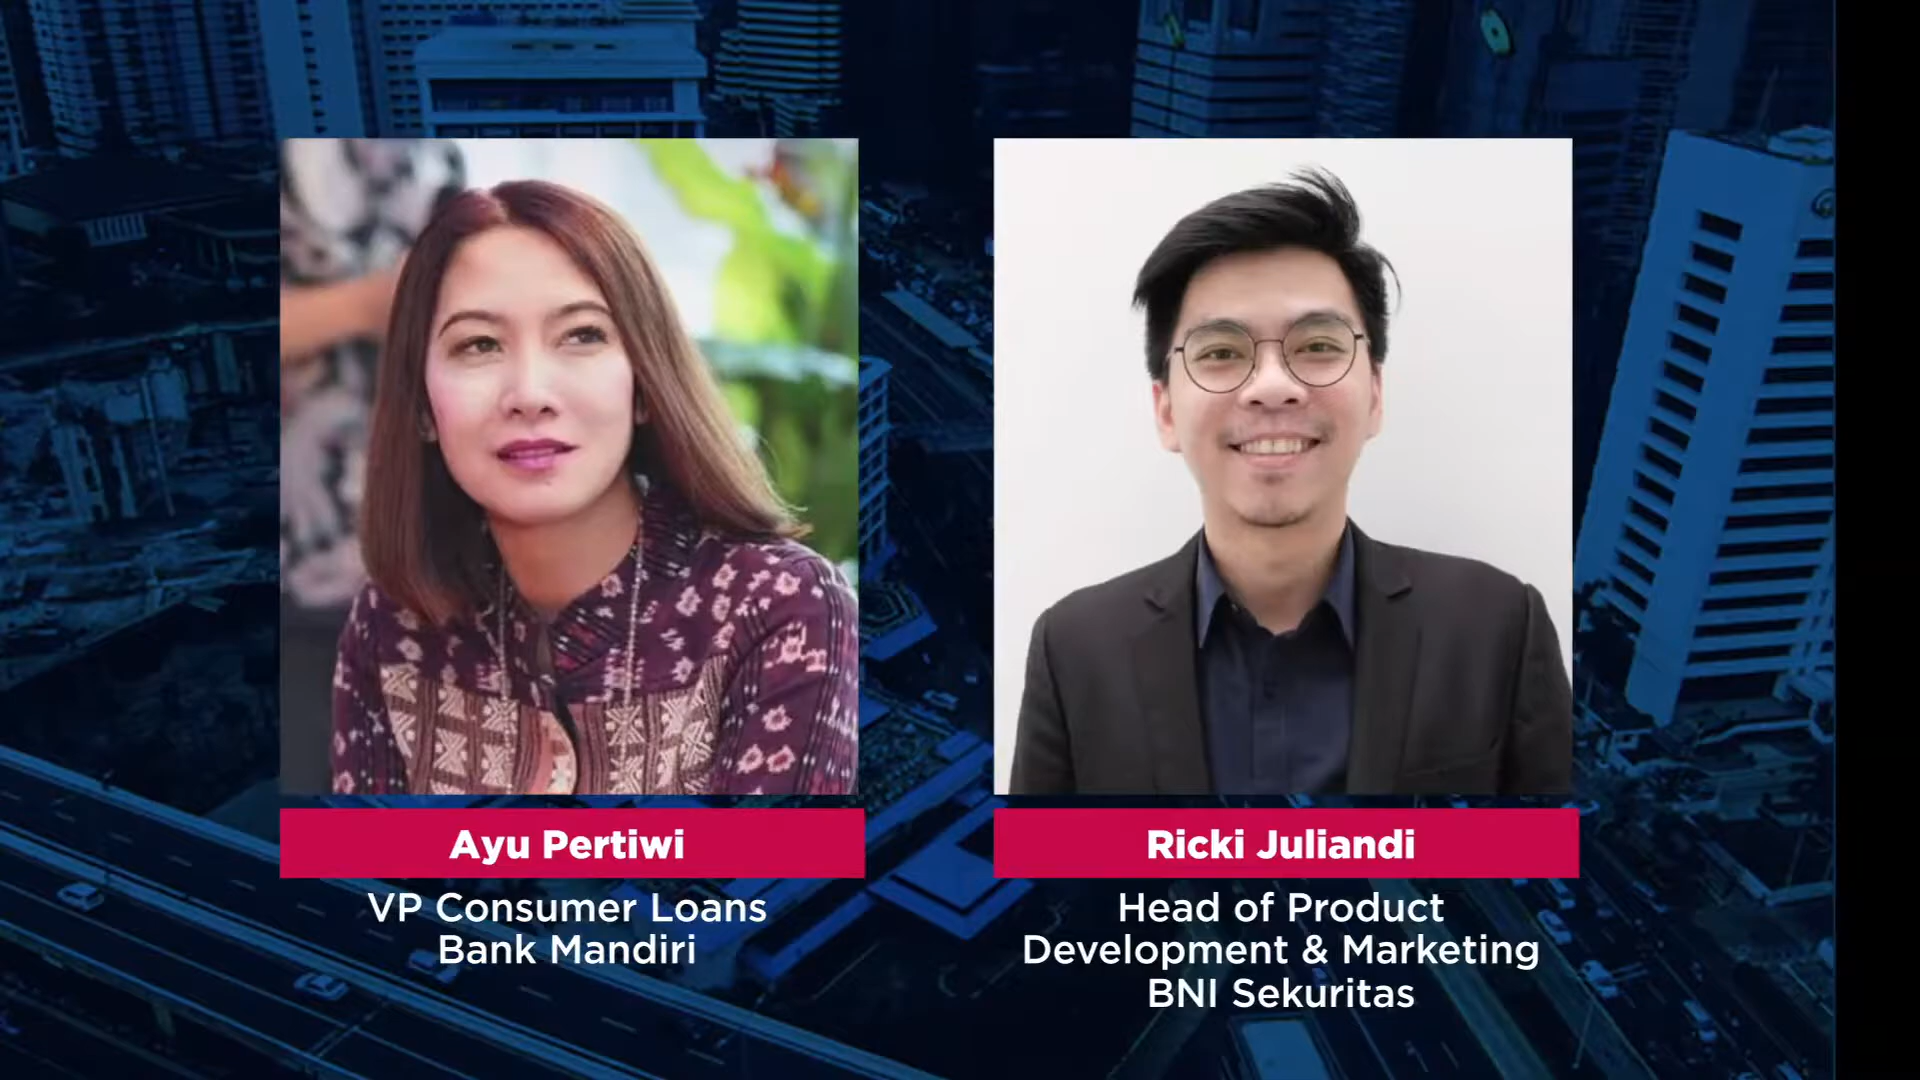 Ayu Pertiwi
VP Consumer Loans
Bank Mandiri
Ricki Juliandi
Head of Product
Development & Marketing
BNI Sekuritas